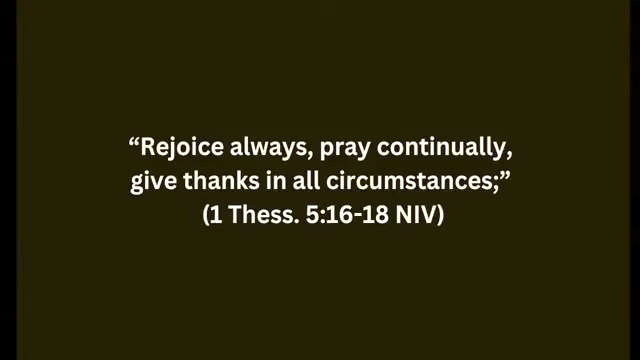 “Rejoice always, pray continually,
give thanks in all circumstances;”
(1 Thess. 5:16-18 NIV)